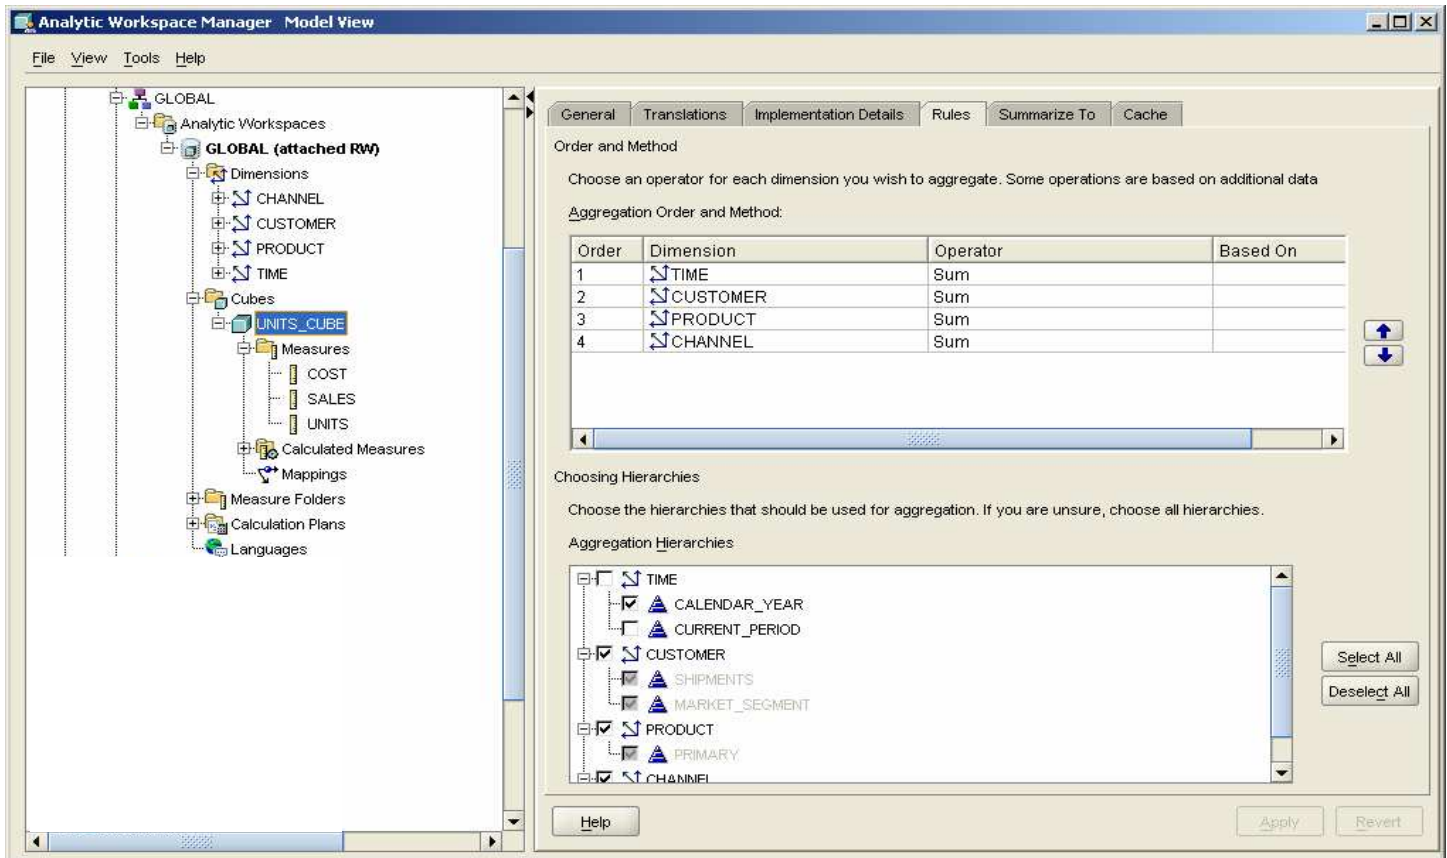 Analytic Workspace Manager Model View
File View Tools Help
GLOBAL
Analytic Workspaces
GLOBAL (attached RW)
Dimensions
CHANNEL
CUSTOMER
PRODUCT
TIME
Cubes
UNITS_CUBE
Measures
COST
SALES
UNITS
Calculated Measures
Mappings
Measure Folders
Calculation Plans
Languages
General Translations Implementation Details Rules Summarize To Cache
Order and Method
Choose an operator for each dimension you wish to aggregate. Some operations are based on additional data
Aggregation Order and Method:
Order Dimension Operator Based On
1 TIME Sum
2 CUSTOMER Sum
3 PRODUCT Sum
4 CHANNEL Sum
Choosing Hierarchies
Choose the hierarchies that should be used for aggregation. If you are unsure, choose all hierarchies.
Aggregation Hierarchies
TIME
CALENDAR_YEAR
CURRENT_PERIOD
CUSTOMER
SHIPMENTS
MARKET_SEGMENT
PRODUCT
PRIMARY
CHANNEL
Select All
Deselect All
Help Apply Revert